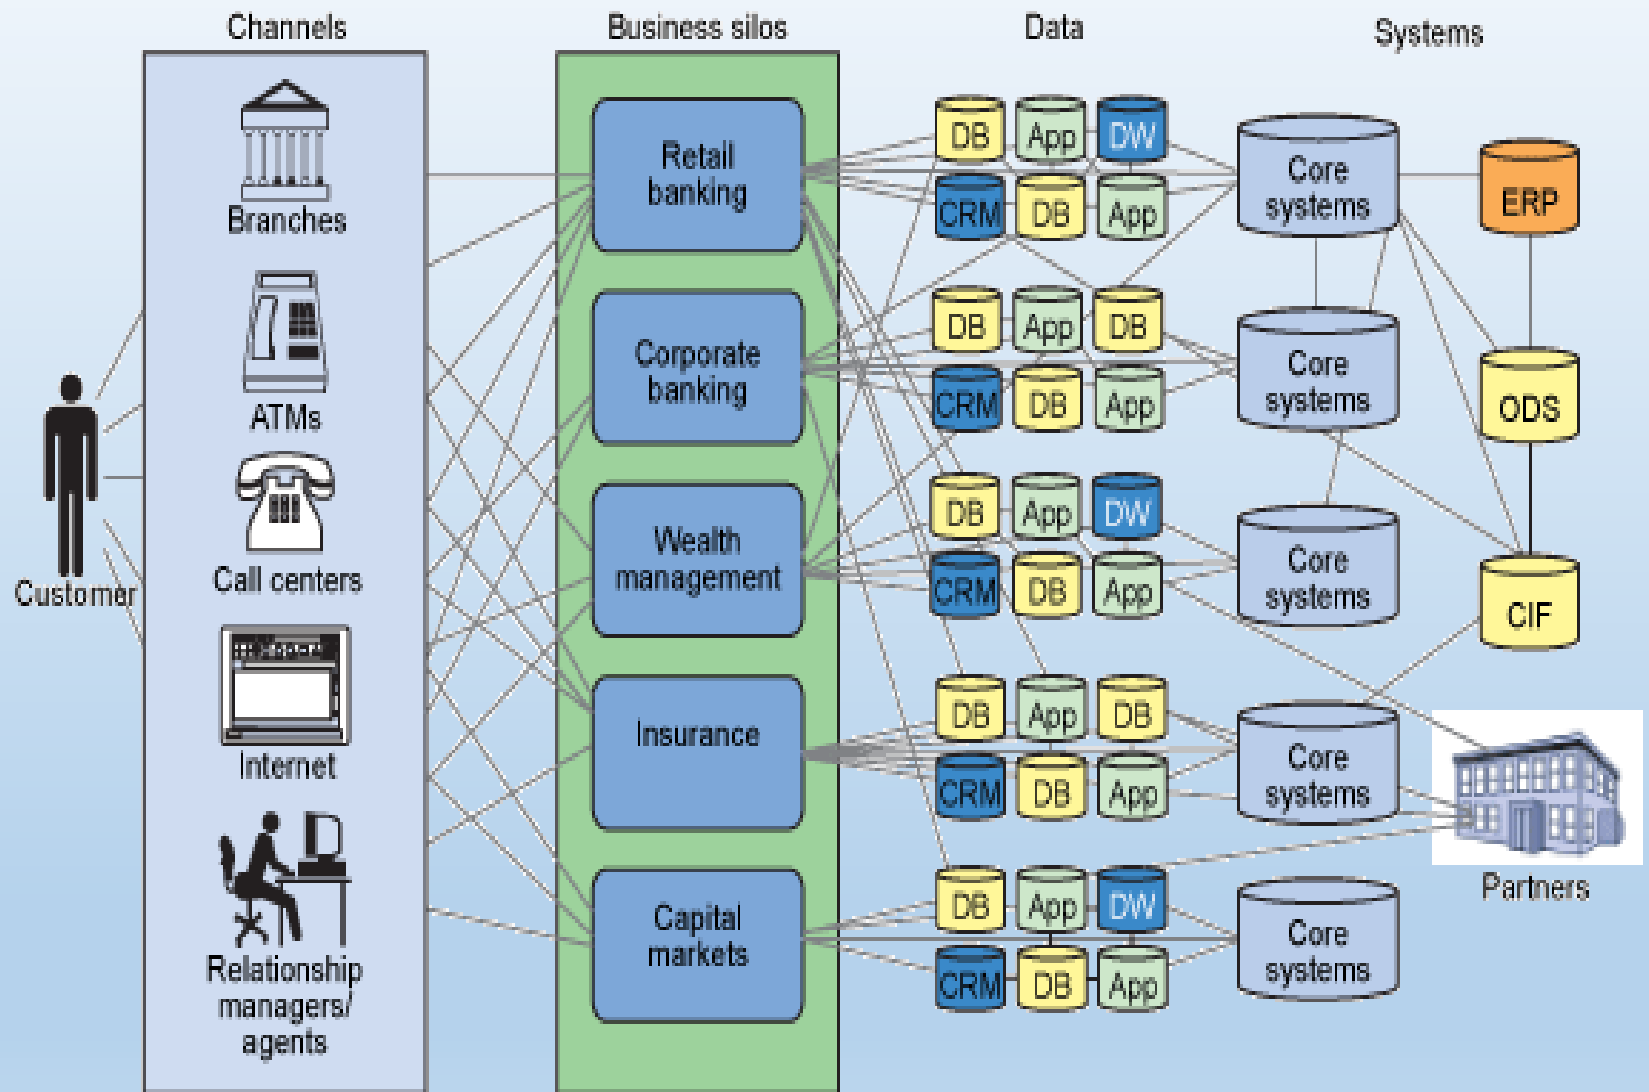 Channels
Business silos
Data
Systems
Customer
Branches
ATMs
Call centers
Internet
Relationship
managers/
agents
Retail
banking
Corporate
banking
Wealth
management
Insurance
Capital
markets
DB App DW
CRM DB App
DB App DB
CRM DB App
DB App DW
CRM DB App
DB App DB
CRM DB App
DB App DW
CRM DB App
Core
systems
Core
systems
Core
systems
Core
systems
Core
systems
ERP
ODS
CIF
Partners